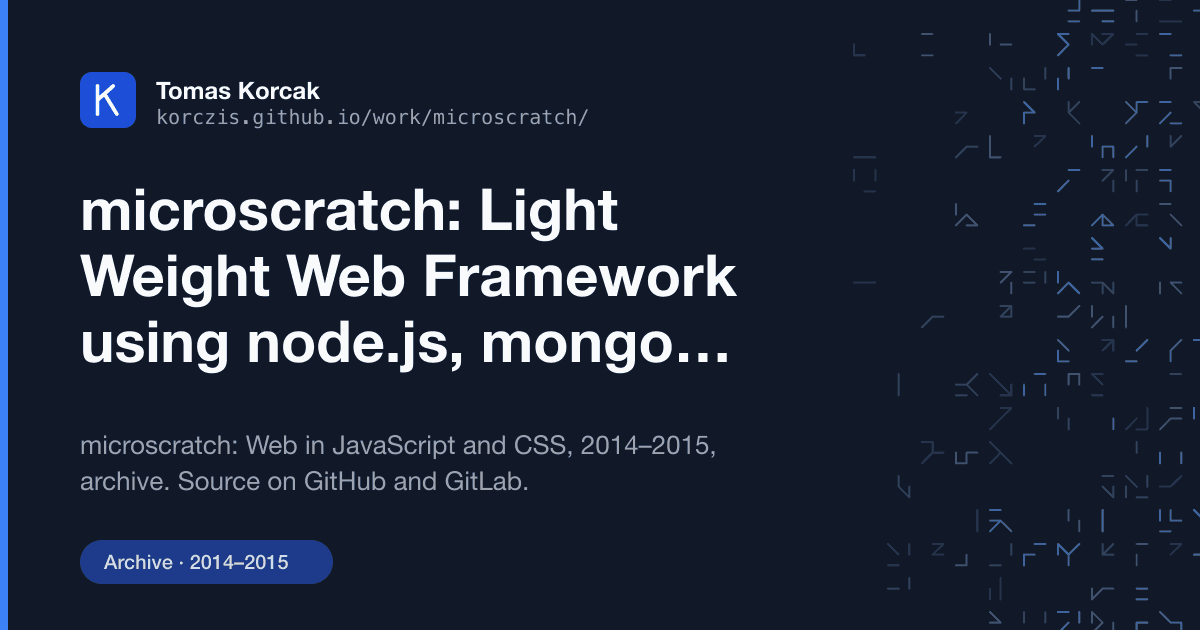 K
Tomas Korcak
korczis.github.io/work/microscratch/
microscratch: Light
Weight Web Framework
using node.js, mongo…
microscratch: Web in JavaScript and CSS, 2014–2015,
archive. Source on GitHub and GitLab.
Archive · 2014–2015